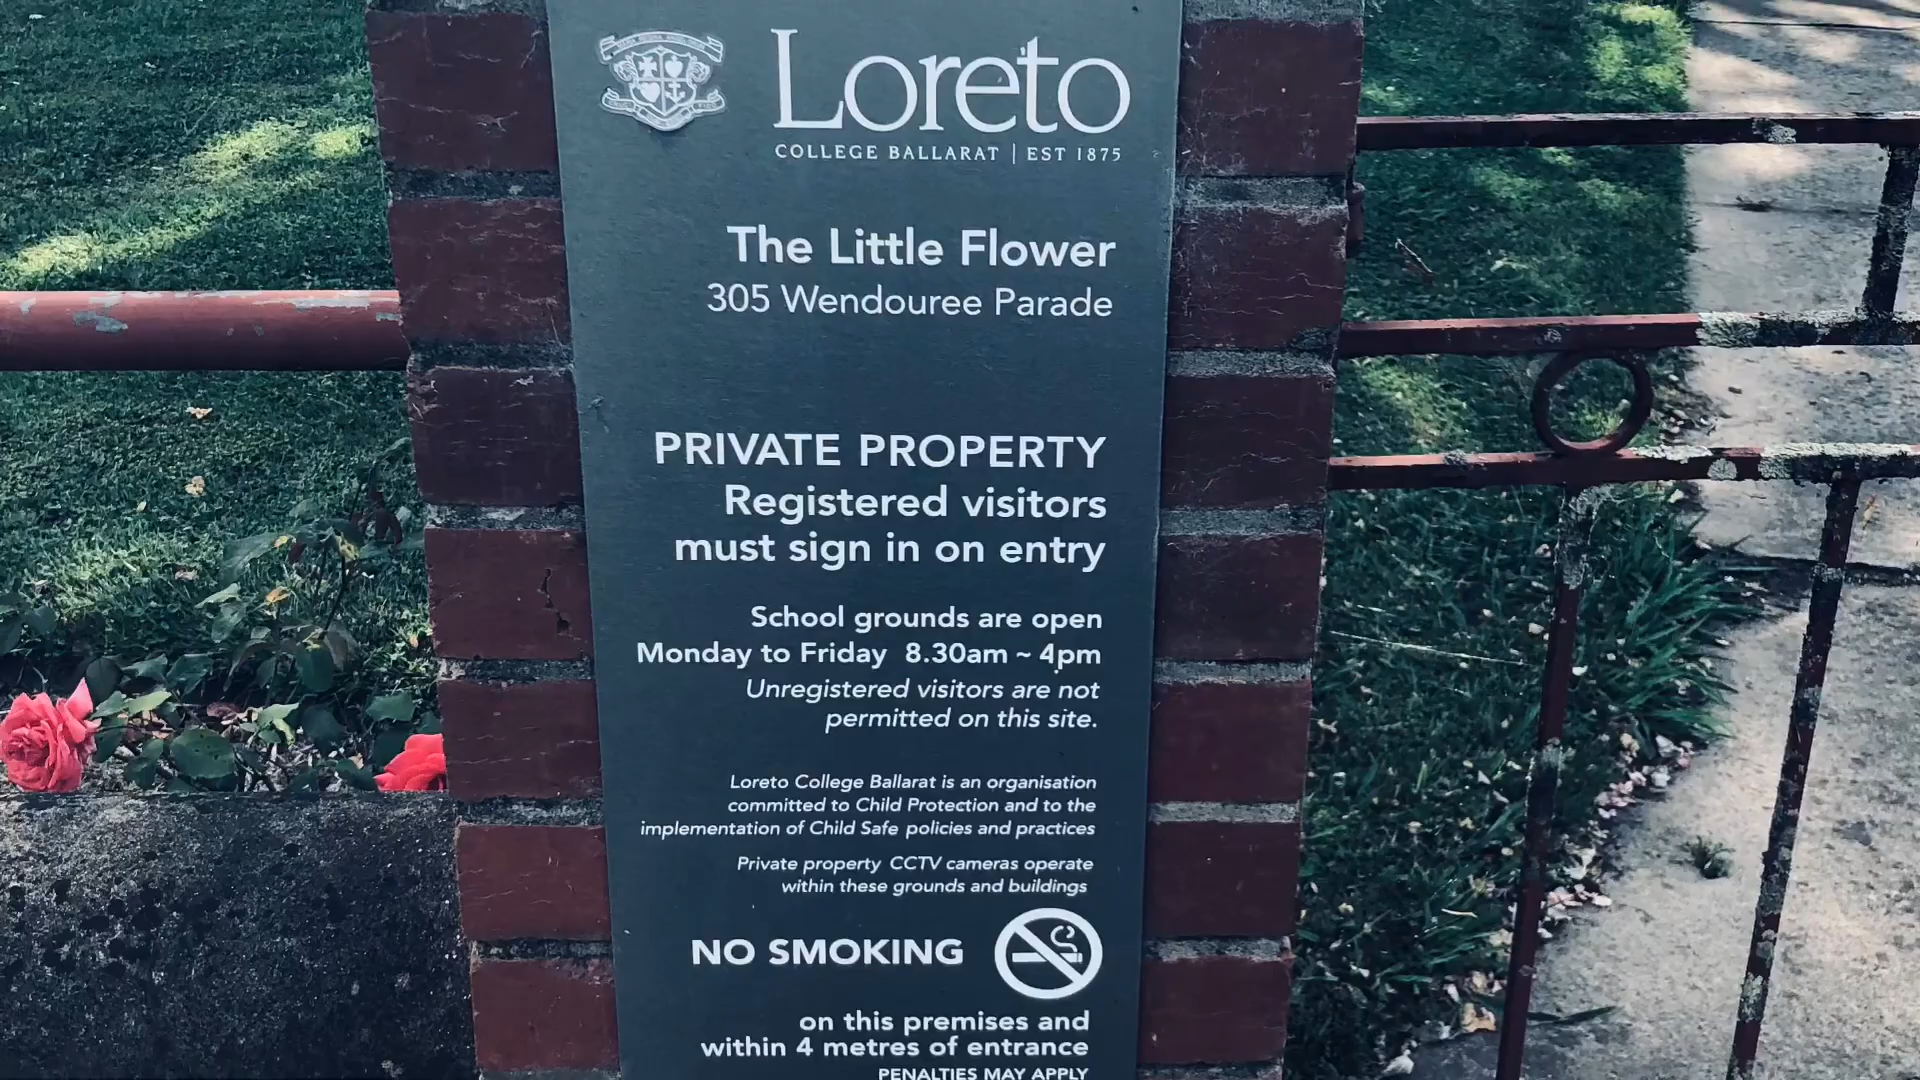 Loreto
COLLEGE BALLARAT | EST 1875
The Little Flower
305 Wendouree Parade
PRIVATE PROPERTY
Registered visitors
must sign in on entry
School grounds are open
Monday to Friday 8.30am ~ 4pm
Unregistered visitors are not
permitted on this site.
Loreto College Ballarat is an organisation
committed to Child Protection and to the
implementation of Child Safe policies and practices
Private property CCTV cameras operate
within these grounds and buildings
NO SMOKING
on this premises and
within 4 metres of entrance
PENALTIES MAY APPLY